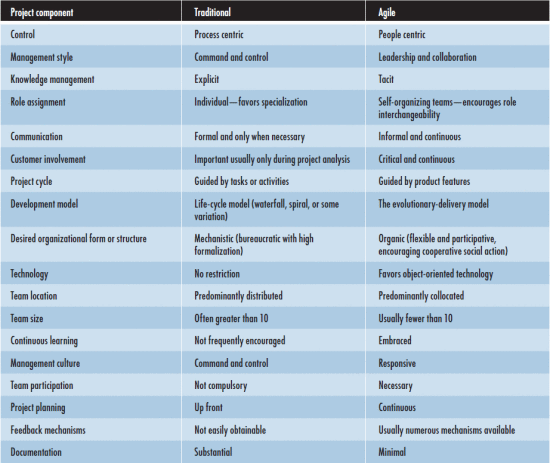 Project component Traditional Agile
Control Process centric People centric
Management style Command and control Leadership and collaboration
Knowledge management Explicit Tacit
Role assignment Individual—favors specialization Self-organizing teams—encourages role
interchangeability
Communication Formal and only when necessary Informal and continuous
Customer involvement Important usually only during project analysis Critical and continuous
Project cycle Guided by tasks or activities Guided by product features
Development model Life-cycle model (waterfall, spiral, or some The evolutionary-delivery model
variation)
Desired organizational form or structure Mechanistic (bureaucratic with high Organic (flexible and participative,
formalization) encouraging cooperative social action)
Technology No restriction Favors object-oriented technology
Team location Predominantly distributed Predominantly collocated
Team size Often greater than 10 Usually fewer than 10
Continuous learning Not frequently encouraged Embraced
Management culture Command and control Responsive
Team participation Not compulsory Necessary
Project planning Up front Continuous
Feedback mechanisms Not easily obtainable Usually numerous mechanisms available
Documentation Substantial Minimal